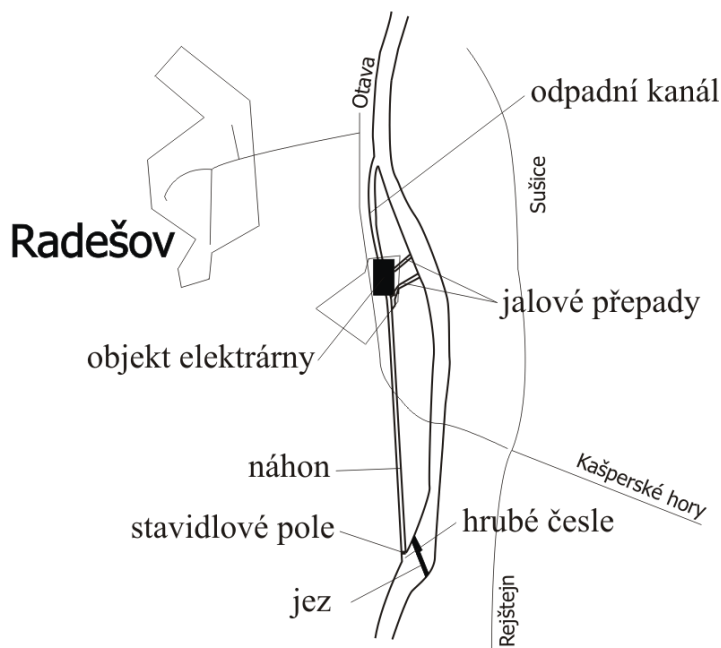 Otava
odpadní kanál
Sušice
Radešov
jalové přepady
objekt elektrárny
náhon
Kašperské hory
stavidlové pole
hrubé česle
jez
Rejštejn